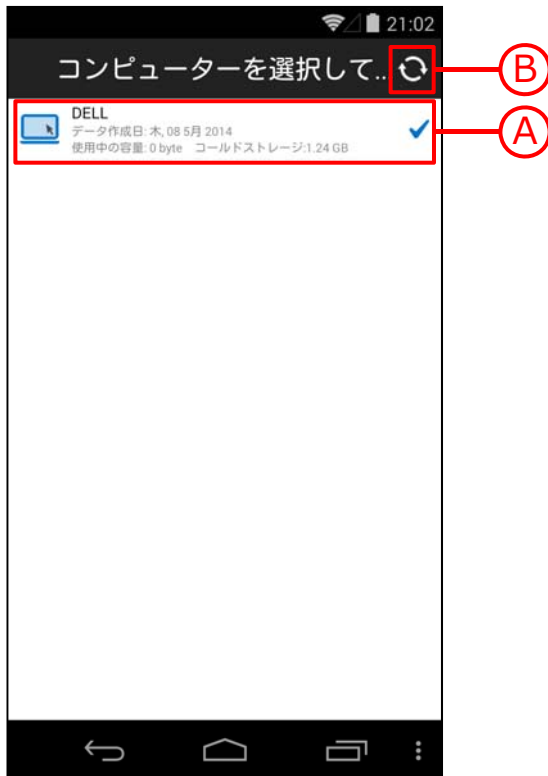 21:02
コンピューターを選択して..
B
DELL
データ作成日: 木, 08 5月 2014
A
使用中の容量: 0 byte コールドストレージ:1.24 GB